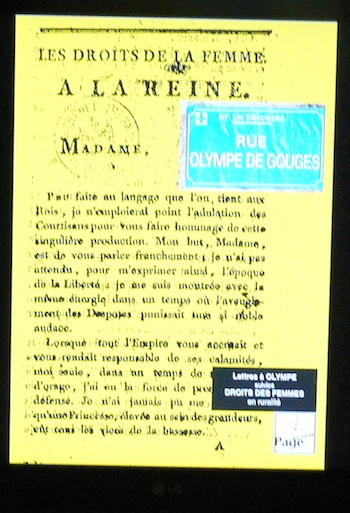 LES DROITS DE LA FEMME.
A LA REINE.
MADAME,
RUE
OLYMPE DE GOUGES
Peu faite au langage que l'on tient aux
Rois, je n'emploierai point l'adulation des
Courtisans pour vous faire hommage de cette
singulière production. Mon but, Madame,
est de vous parler franchement; je n'ai pas
attendu, pour m'exprimer ainsi, l'époque
de la Liberté; je me suis montrée avec la
même énergie dans un temps où l'aveugle-
ment des Despotes punissait une si noble
audace.
Lorsque tout l'Empire vous accusait et
vous rendait responsable de ses calamités,
moi seule, dans un temps de
d'orage, j'ai eu la force de
défense. Je n'ai jamais pu me
qu'une Princesse, élevée au sein des grandeurs,
eût tous les vices de la bassesse.
A
Lettres à OLYMPE
suivies
DROITS DES FEMMES
en ruralité
Page
LG